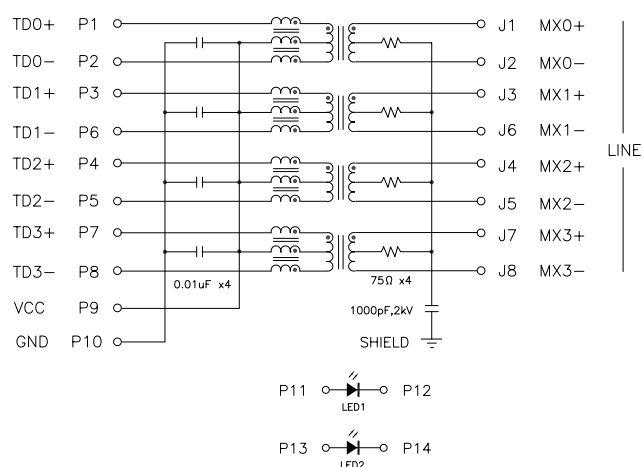 TD0+ P1 J1 MX0+
TD0- P2 J2 MX0-
TD1+ P3 J3 MX1+
TD1- P6 J6 MX1-
LINE
TD2+ P4 J4 MX2+
TD2- P5 J5 MX2-
TD3+ P7 J7 MX3+
TD3- P8 J8 MX3-
0.01uF x4 75Ω x4
VCC P9 1000pF,2kV
GND P10 SHIELD
P11 P12
LED1
P13 P14
LED2